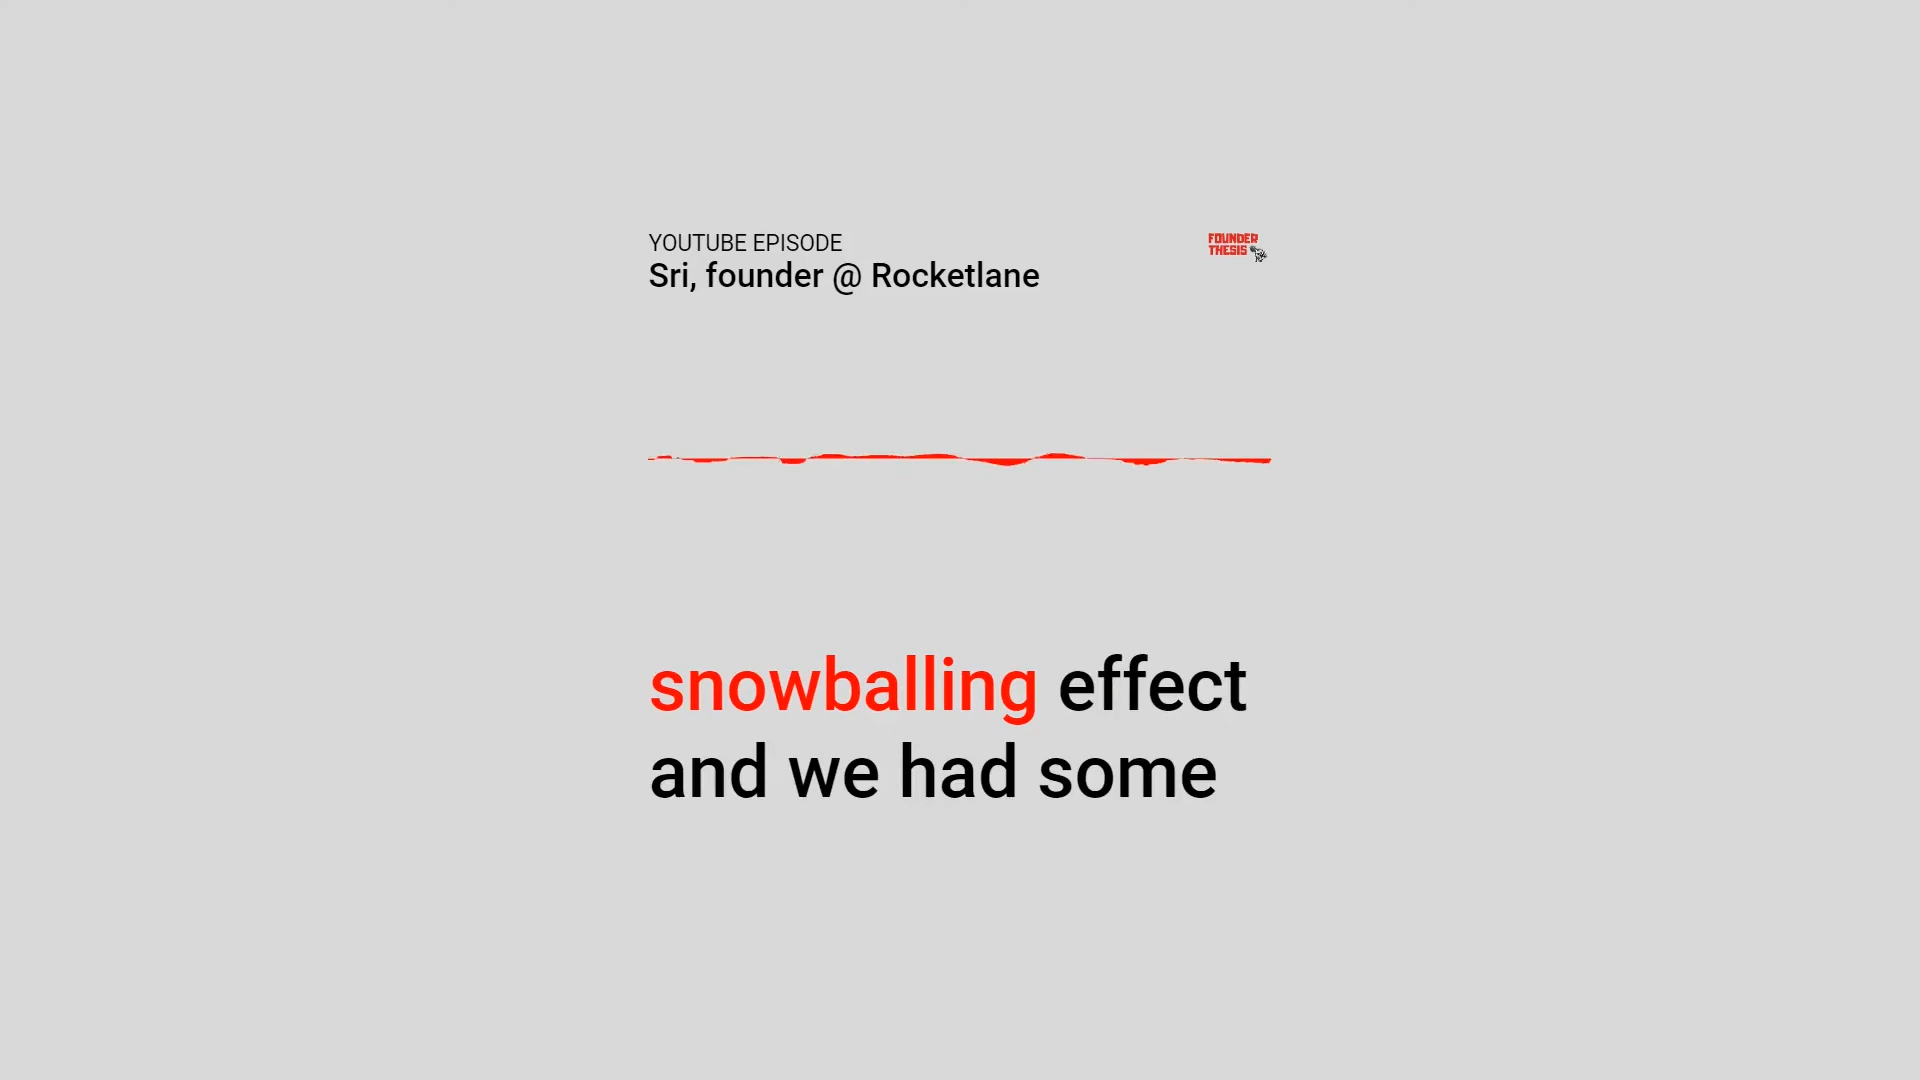 YOUTUBE EPISODE
Sri, founder @ Rocketlane
FOUNDER
THESIS
snowballing effect
and we had some